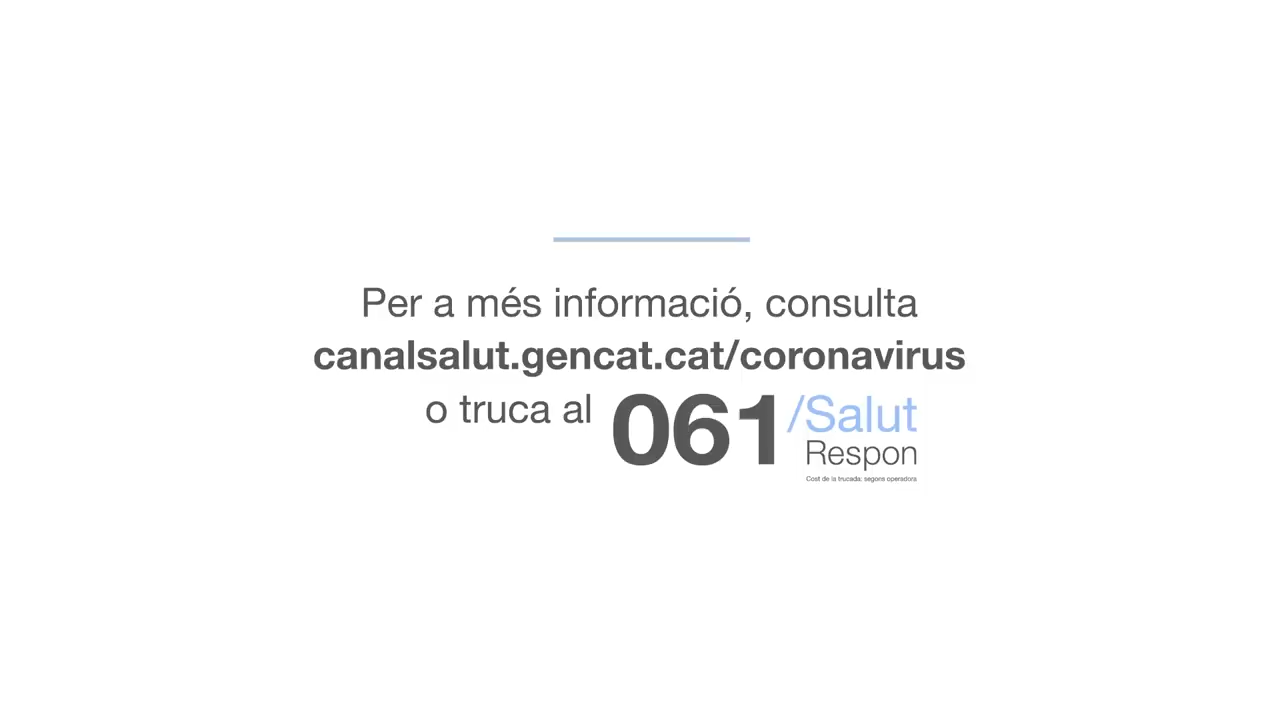 Per a més informació, consulta
canalsalut.gencat.cat/coronavirus
o truca al 061/Salut
Respon
Cost de la trucada: segons operadora